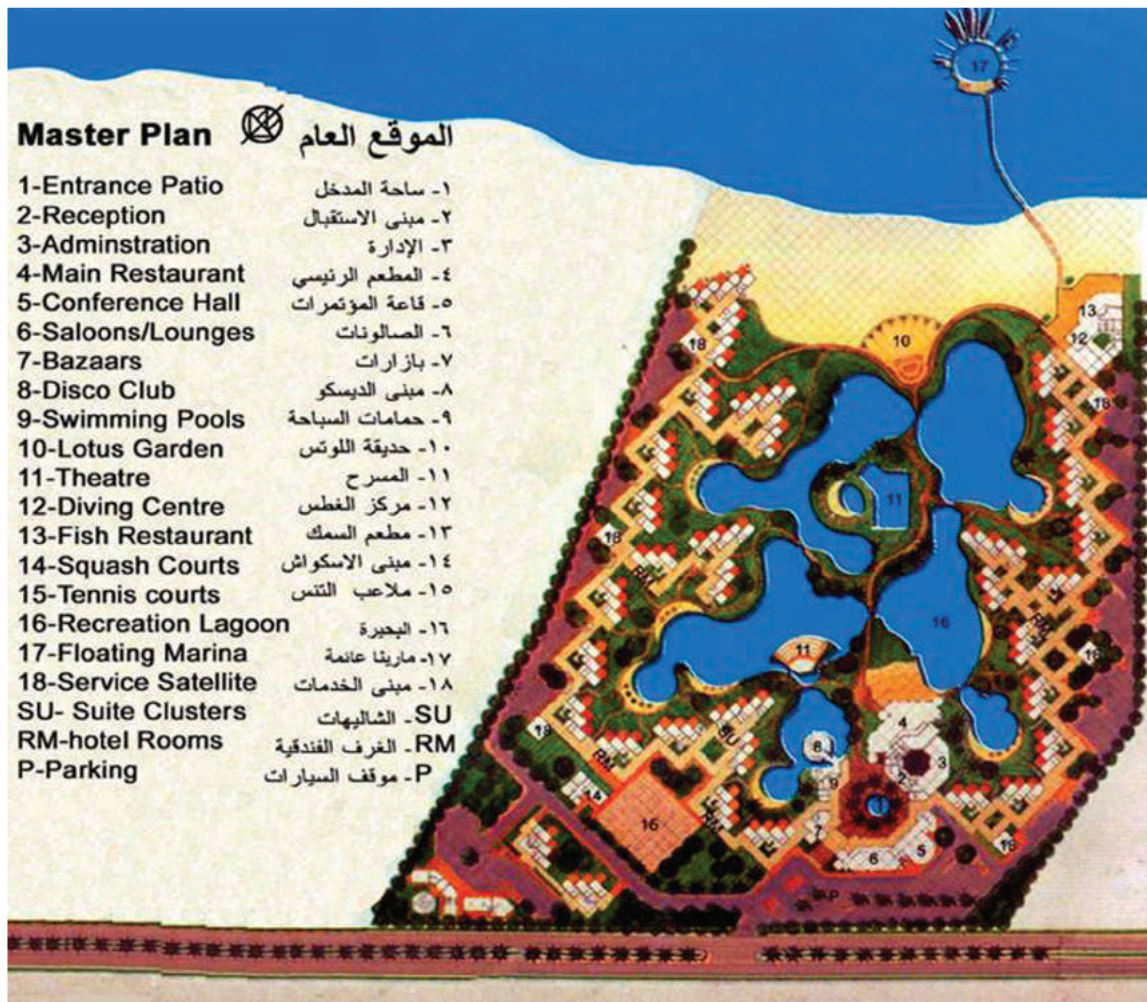 Master Plan الموقع العام
1-Entrance Patio ١- ساحة المدخل
2-Reception ٢- مبنى الاستقبال
3-Adminstration ٣- الإدارة
4-Main Restaurant ٤- المطعم الرئيسي
5-Conference Hall ٥- قاعة المؤتمرات
6-Saloons/Lounges ٦- الصالونات
7-Bazaars ٧- بازارات
8-Disco Club ٨- مبنى الديسكو
9-Swimming Pools ٩- حمامات السباحة
10-Lotus Garden ١٠- حديقة اللوتس
11-Theatre ١١- المسرح
12-Diving Centre ١٢- مركز الغطس
13-Fish Restaurant ١٣- مطعم السمك
14-Squash Courts ١٤- مبنى الاسكواش
15-Tennis courts ١٥- ملاعب التنس
16-Recreation Lagoon ١٦- البحيرة
17-Floating Marina ١٧- مارينا عائمة
18-Service Satellite ١٨- مبنى الخدمات
SU- Suite Clusters SU- الشاليهات
RM-hotel Rooms RM- الغرف الفندقية
P-Parking P- موقف السيارات
17
13
12
10
18
18
11
18
RM
16
RM
11
18
4
SU
18
8
3
RM
2
9
14
1
16
RM
7
5
6
18
P